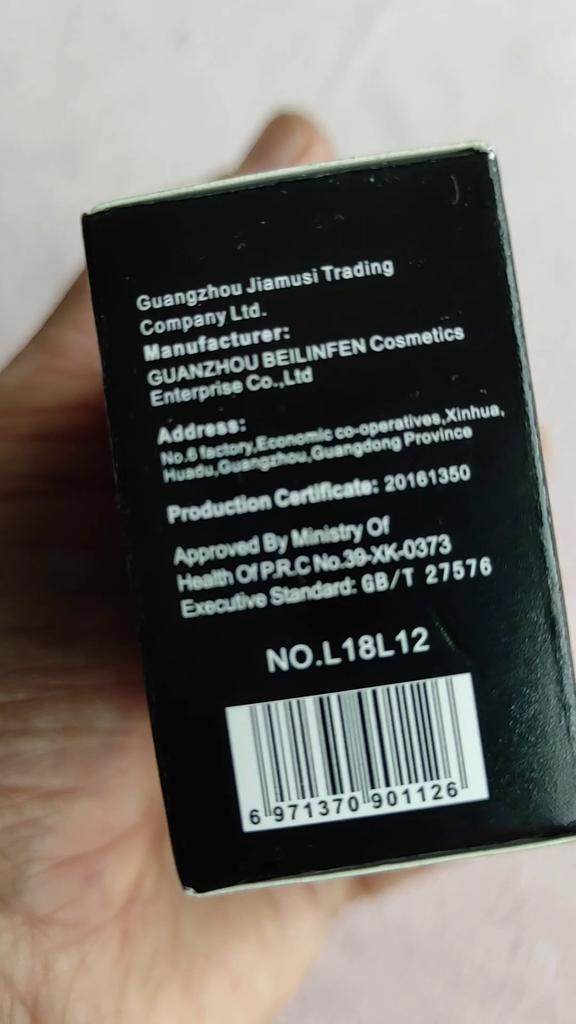 Guangzhou Jiamusi Trading
Company Ltd.
Manufacturer:
GUANZHOU BEILINFEN Cosmetics
Enterprise Co.,Ltd
Address:
No.6 factory,Economic co-operatives,Xinhua,
Huadu,Guangzhou,Guangdong Province
Production Certificate: 20161350
Approved By Ministry Of
Health Of P.R.C No.39-XK-0373
Executive Standard: GB/T 27576
NO.L18L12
6 971370 901126